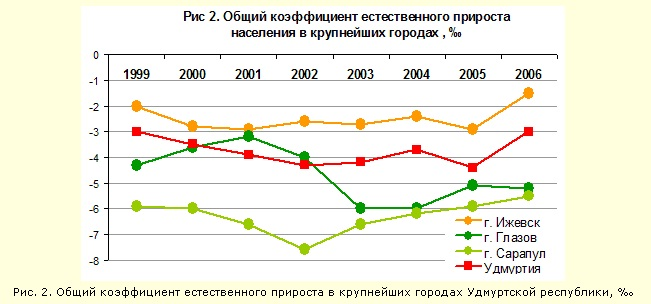 Рис 2. Общий коэффициент естественного прироста
населения в крупнейших городах , ‰
0
1999 2000 2001 2002 2003 2004 2005 2006
-1
-2
-3
-4
-5
-6
-7
-8
г. Ижевск
г. Глазов
г. Сарапул
Удмуртия
Рис. 2. Общий коэффициент естественного прироста в крупнейших городах Удмуртской республики, ‰